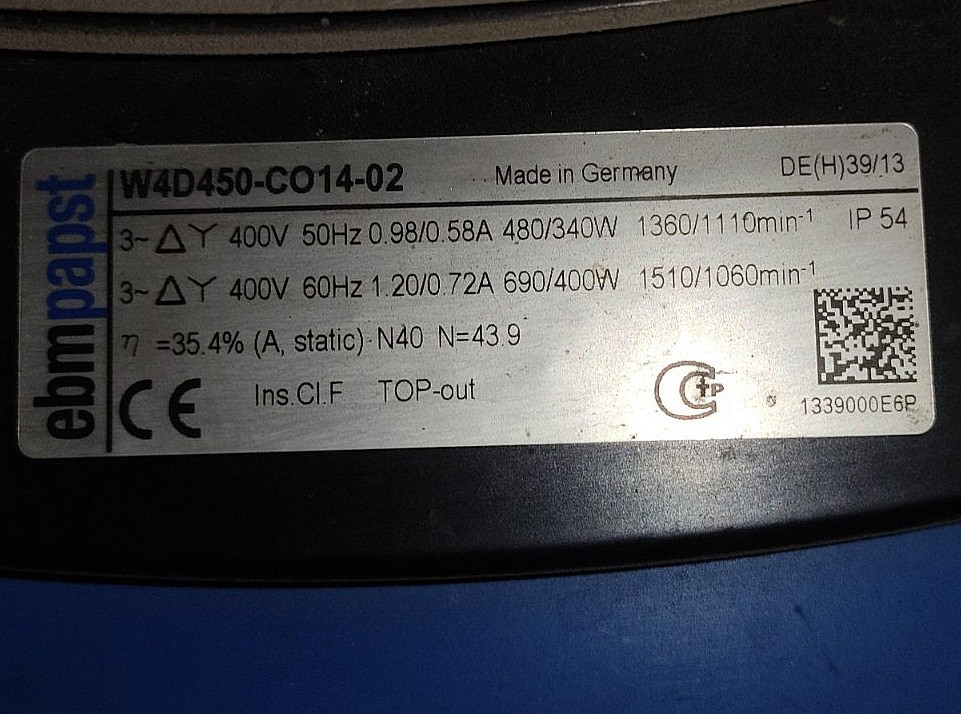 ebmpapst
W4D450-CO14-02 Made in Germany DE(H)39/13
3~ Δ Y 400V 50Hz 0.98/0.58A 480/340W 1360/1110min⁻¹ IP 54
3~ Δ Y 400V 60Hz 1.20/0.72A 690/400W 1510/1060min⁻¹
η =35.4% (A, static) N40 N=43.9
CE Ins.Cl.F TOP-out
1339000E6P